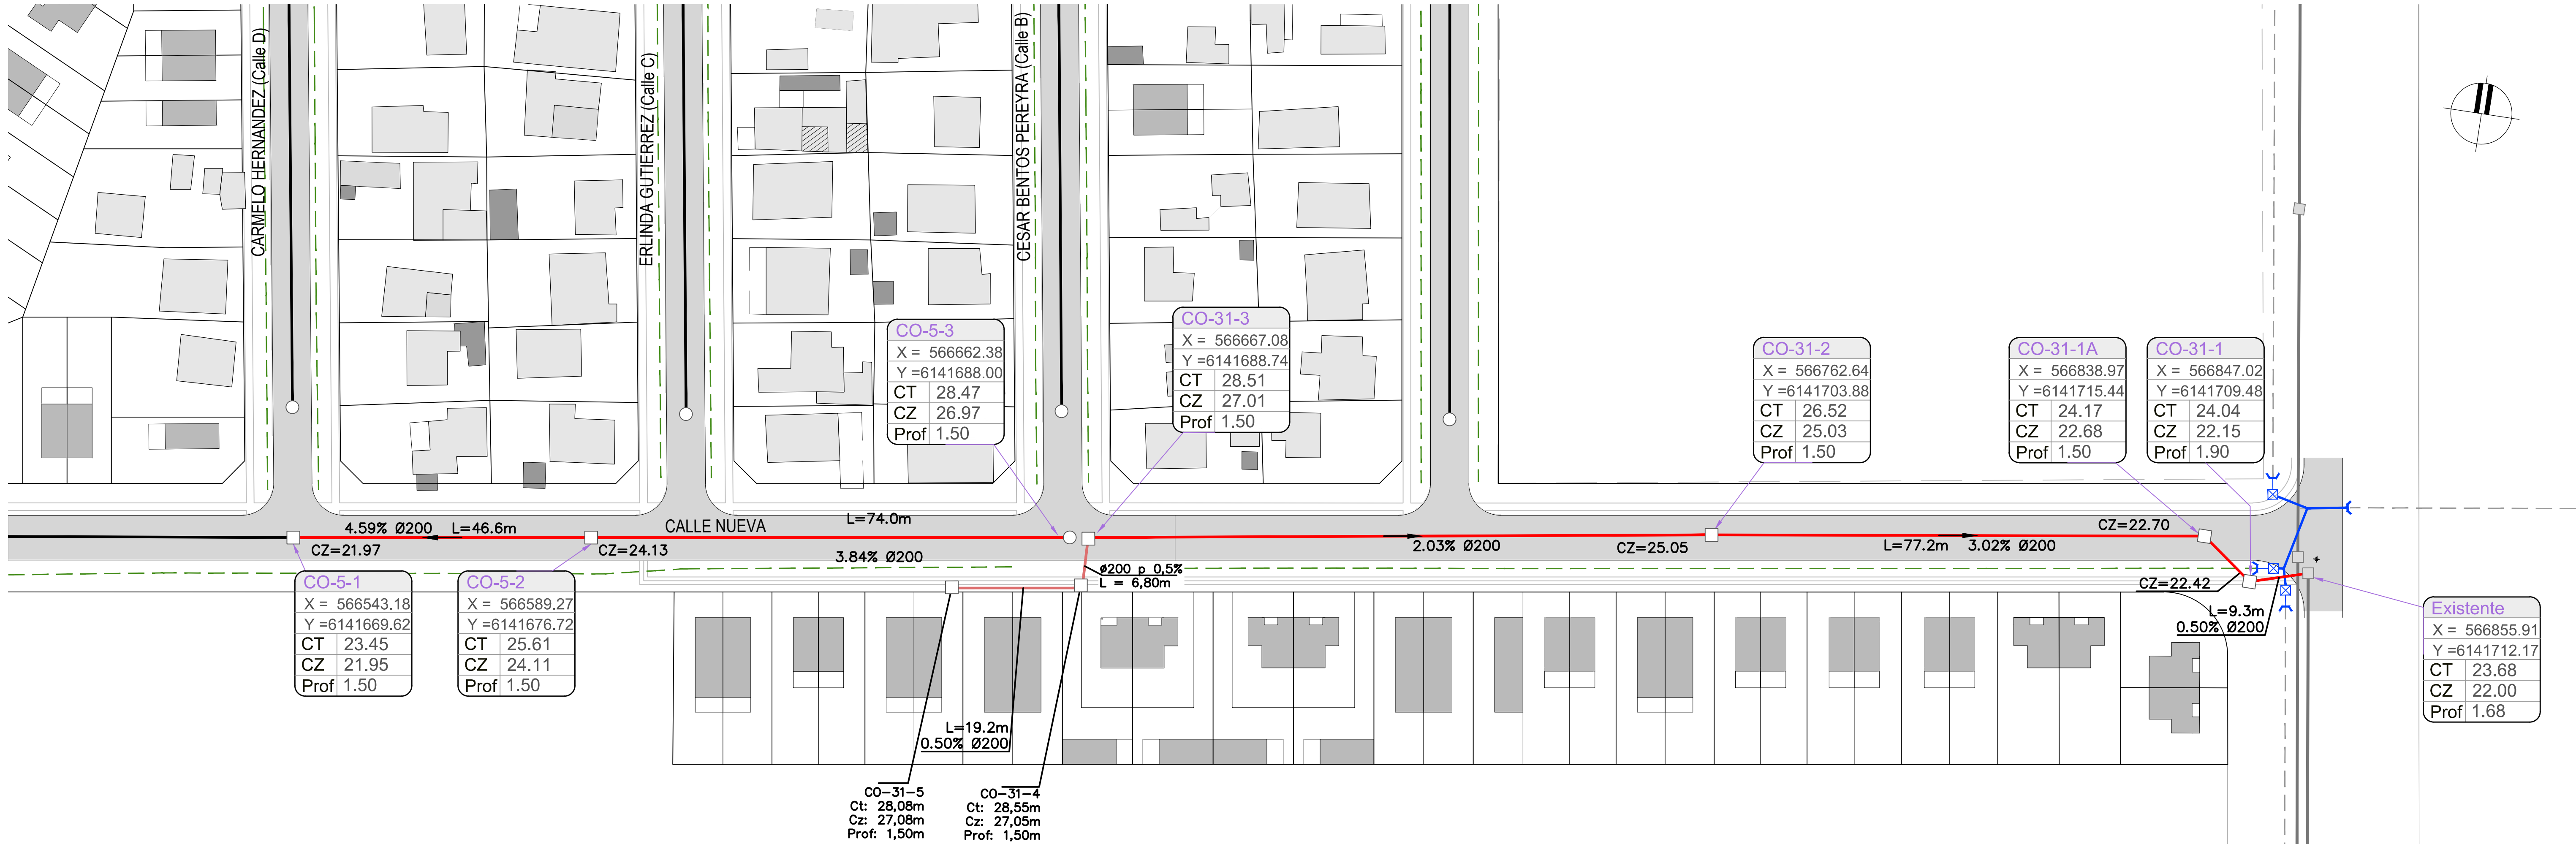 CARMELO HERNANDEZ (Calle D)
ERLINDA GUTIERREZ (Calle C)
CESAR BENTOS PEREYRA (Calle B)
CO-5-3
X = 566662.38
Y =6141688.00
CT 28.47
CZ 26.97
Prof 1.50
CO-31-3
X = 566667.08
Y =6141688.74
CT 28.51
CZ 27.01
Prof 1.50
CO-31-2
X = 566762.64
Y =6141703.88
CT 26.52
CZ 25.03
Prof 1.50
CO-31-1A
X = 566838.97
Y =6141715.44
CT 24.17
CZ 22.68
Prof 1.50
CO-31-1
X = 566847.02
Y =6141709.48
CT 24.04
CZ 22.15
Prof 1.90
4.59% Ø200 L=46.6m
CALLE NUEVA
L=74.0m
CZ=22.70
CZ=21.97
CZ=24.13
3.84% Ø200
2.03% Ø200
CZ=25.05
L=77.2m 3.02% Ø200
ø200 p 0,5%
L = 6,80m
CZ=22.42
L=9.3m
0.50% Ø200
CO-5-1
X = 566543.18
Y =6141669.62
CT 23.45
CZ 21.95
Prof 1.50
CO-5-2
X = 566589.27
Y =6141676.72
CT 25.61
CZ 24.11
Prof 1.50
Existente
X = 566855.91
Y =6141712.17
CT 23.68
CZ 22.00
Prof 1.68
L=19.2m
0.50% Ø200
CO-31-5
Ct: 28,08m
Cz: 27,08m
Prof: 1,50m
CO-31-4
Ct: 28,55m
Cz: 27,05m
Prof: 1,50m